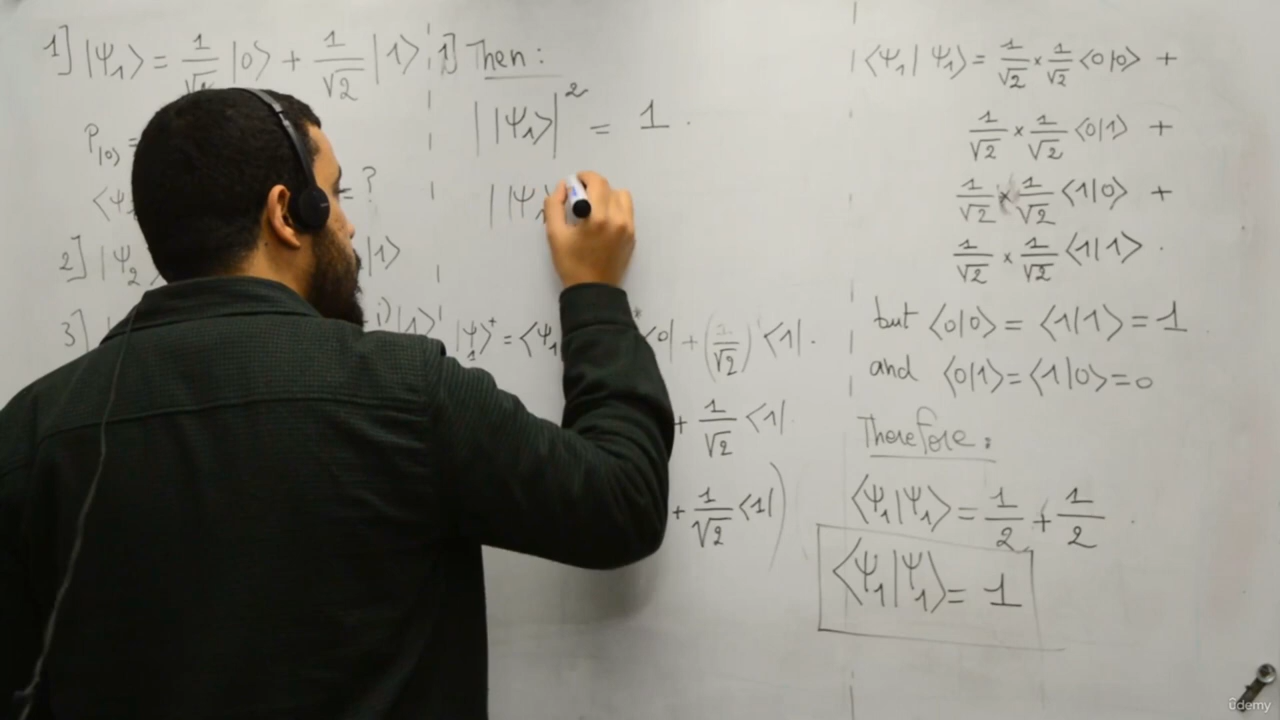 1] |Ψ₁⟩ = 1/√2 |0⟩ + 1/√2 |1⟩
P|0⟩ =
⟨Ψ₁ = ?
2] |Ψ₂ |1⟩
3] | i)|1⟩
1] Then:
||Ψ₁⟩|² = 1.
||Ψ₁
|Ψ₁⟩⁺ = ⟨Ψ₁| * ⟨0| + (1/√2) ⟨1|.
+ 1/√2 ⟨1|.
+ 1/√2 ⟨1|)
⟨Ψ₁|Ψ₁⟩ = 1/√2 × 1/√2 ⟨0|0⟩ +
1/√2 × 1/√2 ⟨0|1⟩ +
1/√2 × 1/√2 ⟨1|0⟩ +
1/√2 × 1/√2 ⟨1|1⟩.
but ⟨0|0⟩ = ⟨1|1⟩ = 1.
and ⟨0|1⟩ = ⟨1|0⟩ = 0
Therefore:
⟨Ψ₁|Ψ₁⟩ = 1/2 + 1/2.
⟨Ψ₁|Ψ₁⟩ = 1
ûdemy